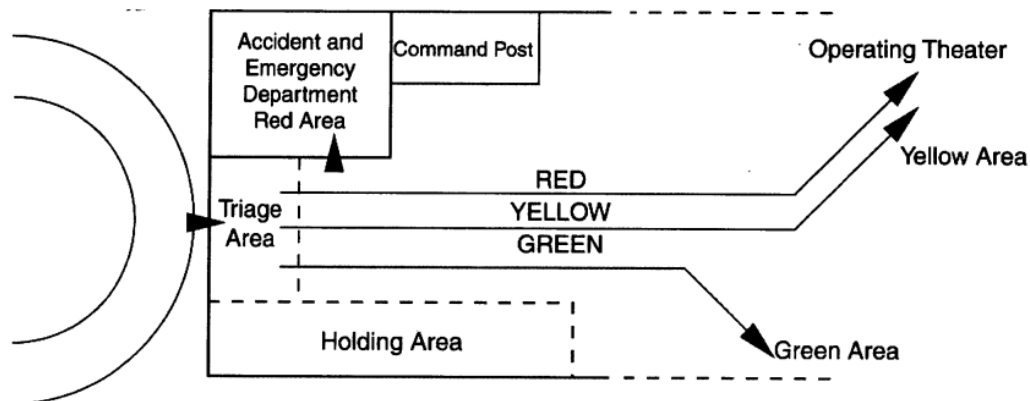 Accident and
Emergency
Department
Red Area
Command Post
Operating Theater
Yellow Area
RED
YELLOW
GREEN
Triage
Area
Holding Area
Green Area